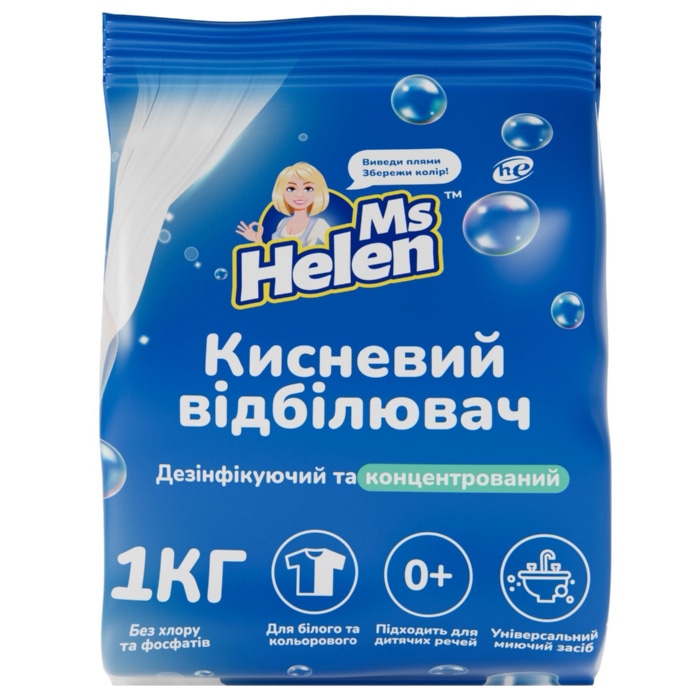 Виведи плями
Збережи колір!
he
Ms
Helen
™
Кисневий
відбілювач
Дезінфікуючий та концентрований
1КГ
Без хлору
та фосфатів
Для білого та
кольорового
0+
Підходить для
дитячих речей
Універсальний
миючий засіб